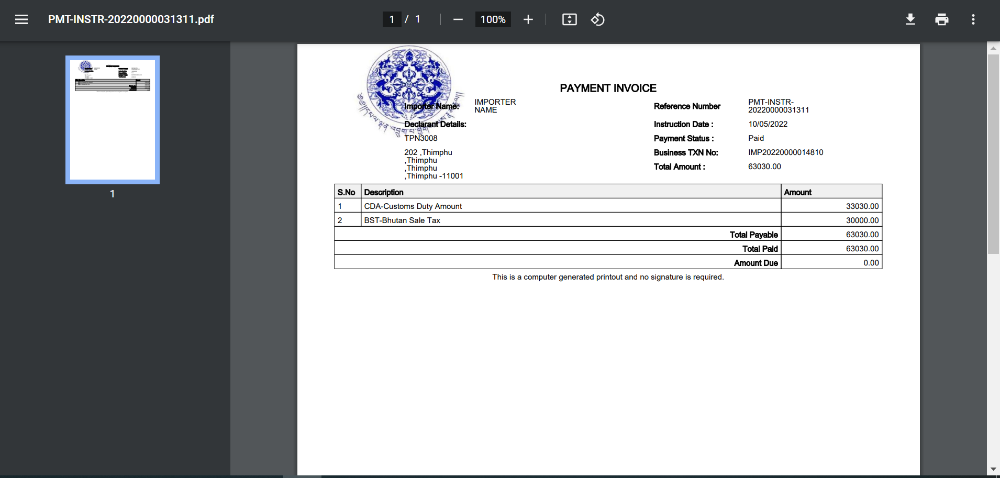 PMT-INSTR-20220000031311.pdf
1 / 1
100%
1
PAYMENT INVOICE
Importer Name:
IMPORTER
NAME
Declarant Details:
TPN3008
202 ,Thimphu
,Thimphu
,Thimphu
,Thimphu -11001
Reference Number
PMT-INSTR-
20220000031311
Instruction Date :
10/05/2022
Payment Status :
Paid
Business TXN No:
IMP20220000014810
Total Amount :
63030.00
S.No Description Amount
1 CDA-Customs Duty Amount 33030.00
2 BST-Bhutan Sale Tax 30000.00
Total Payable 63030.00
Total Paid 63030.00
Amount Due 0.00
This is a computer generated printout and no signature is required.